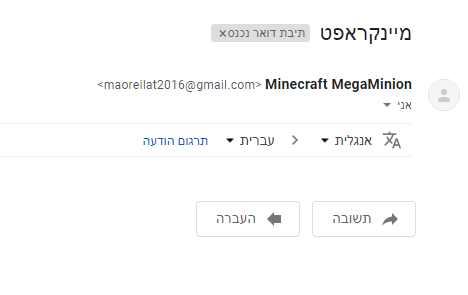 מיינקראפט תיבת דואר נכנס×
Minecraft MegaMinion <maoreilat2016@gmail.com>
אני
אנגלית > עברית תרגום הודעה
תשובה העברה